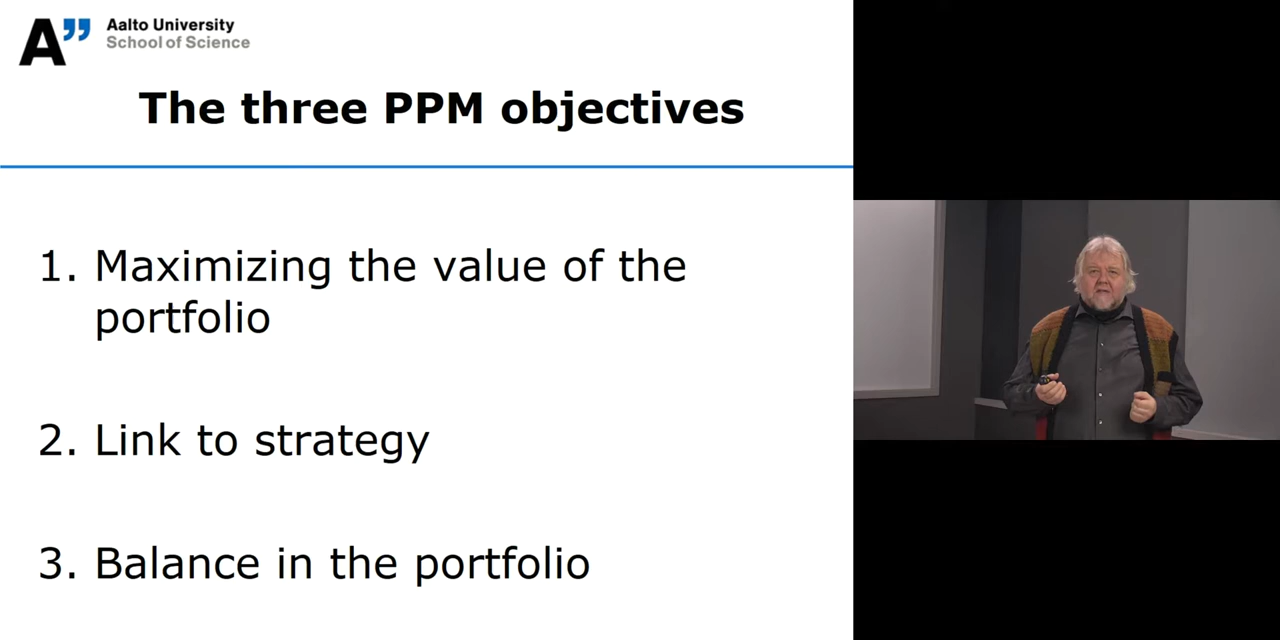 A”
Aalto University
School of Science
The three PPM objectives
1. Maximizing the value of the
portfolio
2. Link to strategy
3. Balance in the portfolio